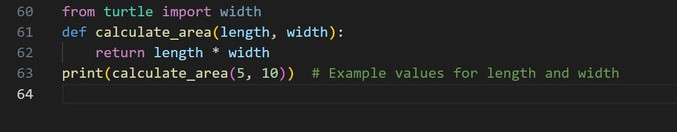 60 from turtle import width
61 def calculate_area(length, width):
62     return length * width
63 print(calculate_area(5, 10))  # Example values for length and width
64